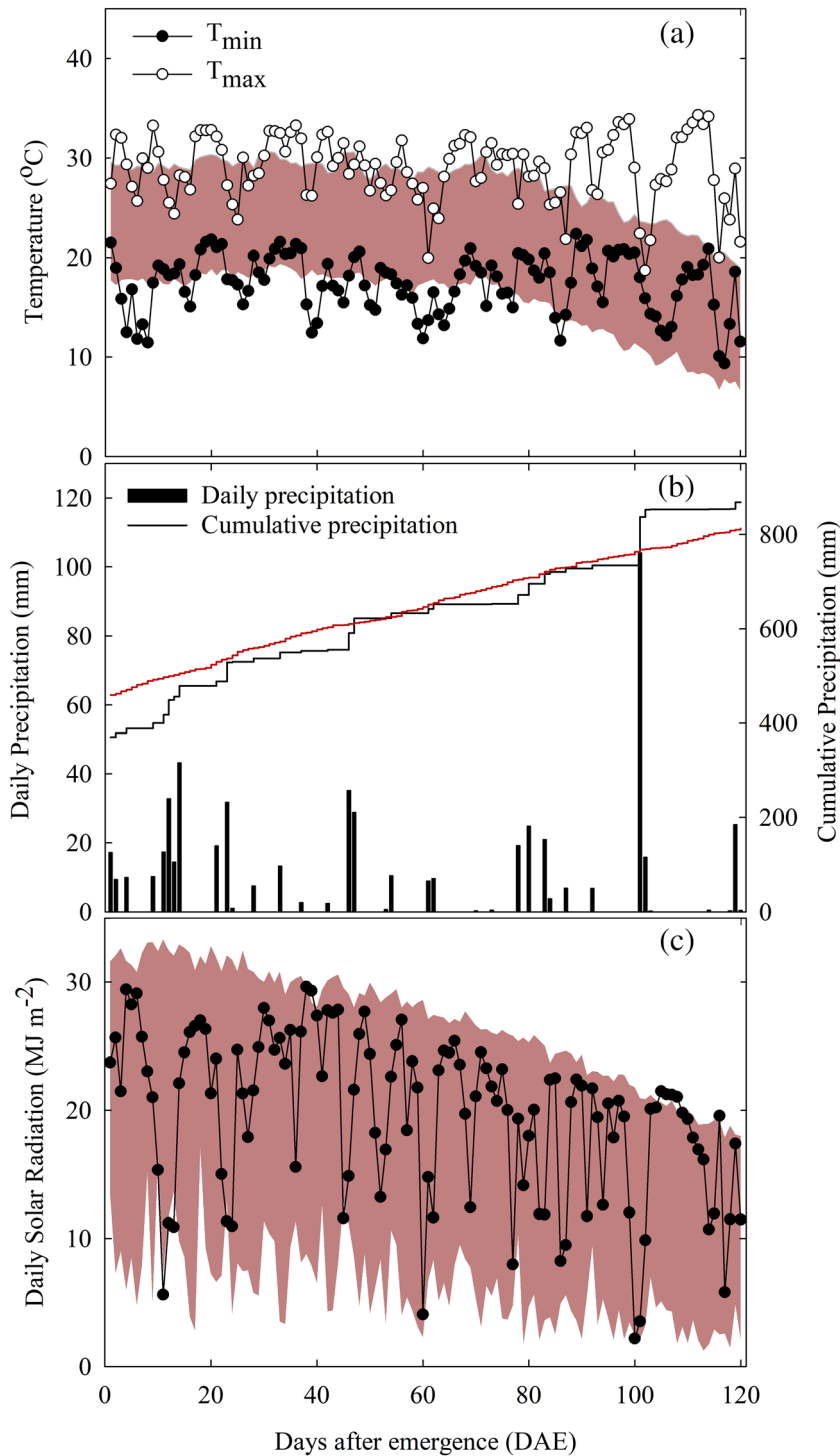 (a)
T_min
T_max
40
30
20
10
0
Temperature (°C)
(b)
Daily precipitation
Cumulative precipitation
120
100
80
60
40
20
0
Daily Precipitation (mm)
800
600
400
200
0
Cumulative Precipitation (mm)
(c)
30
20
10
0
Daily Solar Radiation (MJ m⁻²)
0 20 40 60 80 100 120
Days after emergence (DAE)